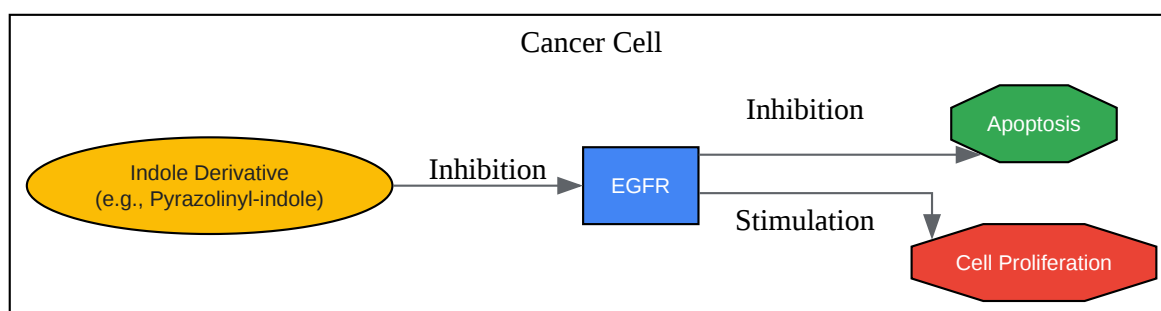 Cancer Cell
Indole Derivative
(e.g., Pyrazolinyl-indole)
Inhibition
EGFR
Inhibition
Apoptosis
Stimulation
Cell Proliferation